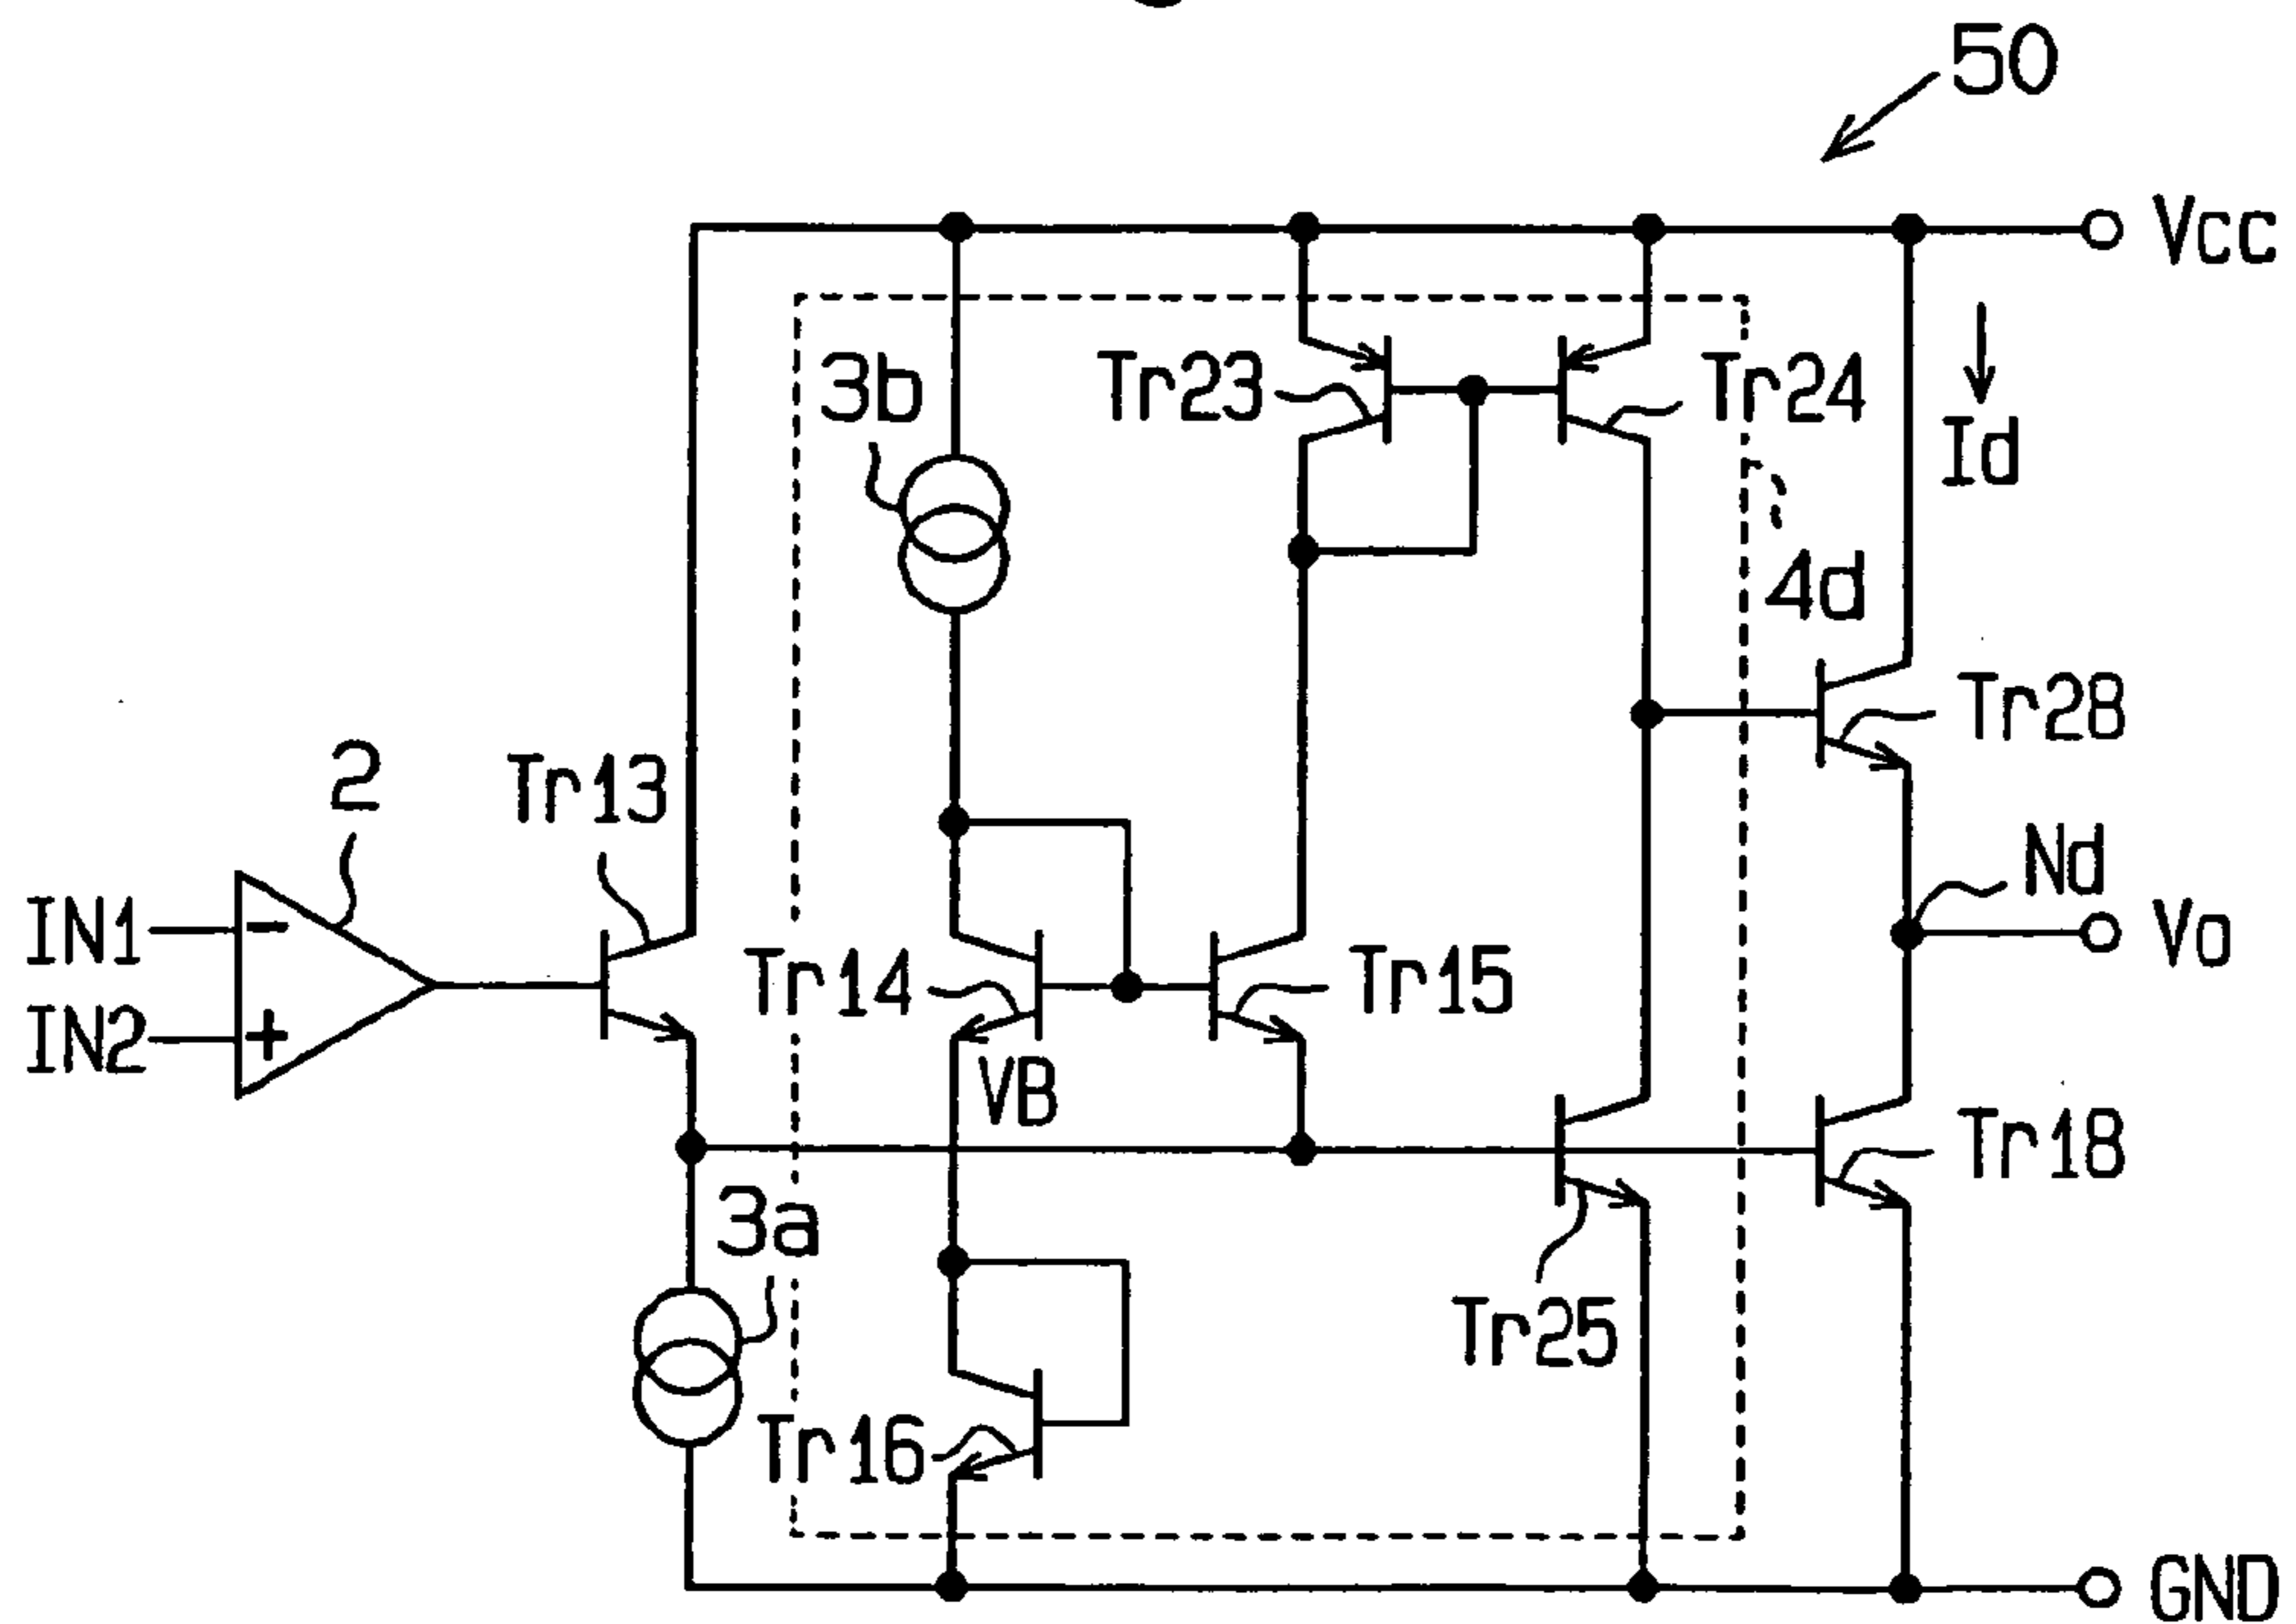 50
Vcc
3b
Tr23
Tr24
Id
4d
Tr28
2
Tr13
Nd
IN1
−
Tr14
Tr15
Vo
IN2
+
VB
Tr18
3a
Tr25
Tr16
GND